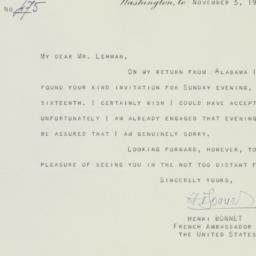 Washington, le NOVEMBER 5, 19
No 475
MY DEAR MR. LEHMAN,
ON MY RETURN FROM ALABAMA I
FOUND YOUR KIND INVITATION FOR SUNDAY EVENING,
SIXTEENTH. I CERTAINLY WISH I COULD HAVE ACCEPT
UNFORTUNATELY I AM ALREADY ENGAGED THAT EVENING
BE ASSURED THAT I AM GENUINELY SORRY.
LOOKING FORWARD, HOWEVER, TO
PLEASURE OF SEEING YOU IN THE NOT TOO DISTANT F
SINCERELY YOURS,
H. Bonnet
HENRI BONNET
FRENCH AMBASSADOR
THE UNITED STATES